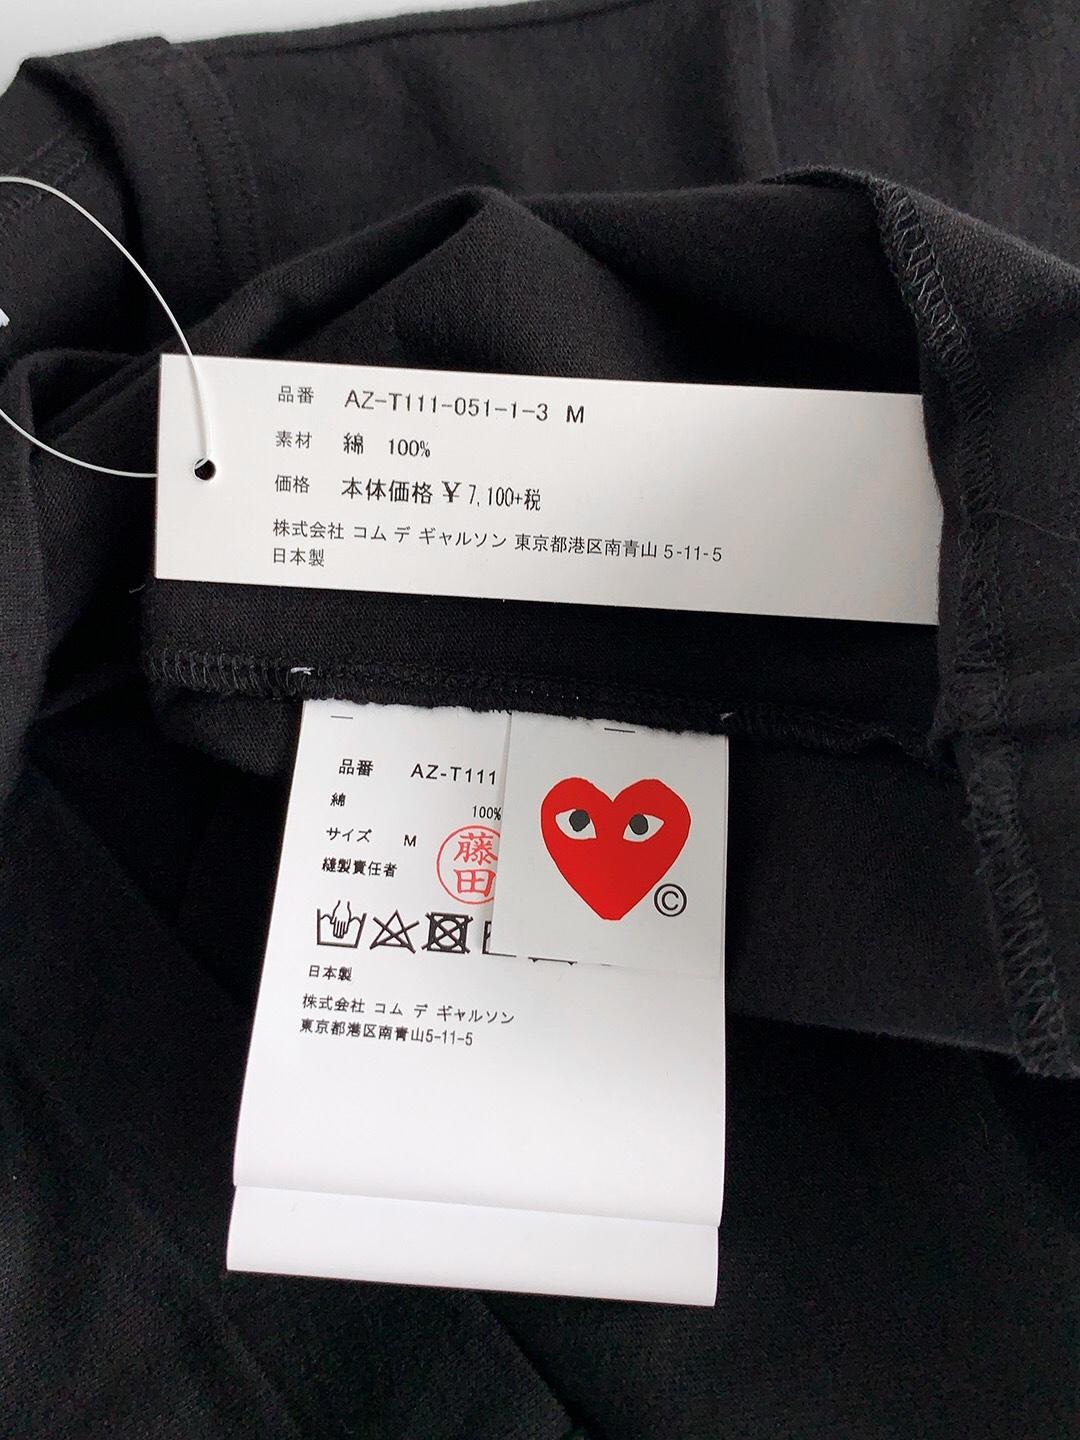 品番 AZ-T111-051-1-3 M
素材 綿 100%
価格 本体価格 ¥ 7,100+税
株式会社 コム デ ギャルソン 東京都港区南青山 5-11-5
日本製
品番 AZ-T111
綿 100%
サイズ M
縫製責任者 藤田
©
日本製
株式会社 コム デ ギャルソン
東京都港区南青山5-11-5